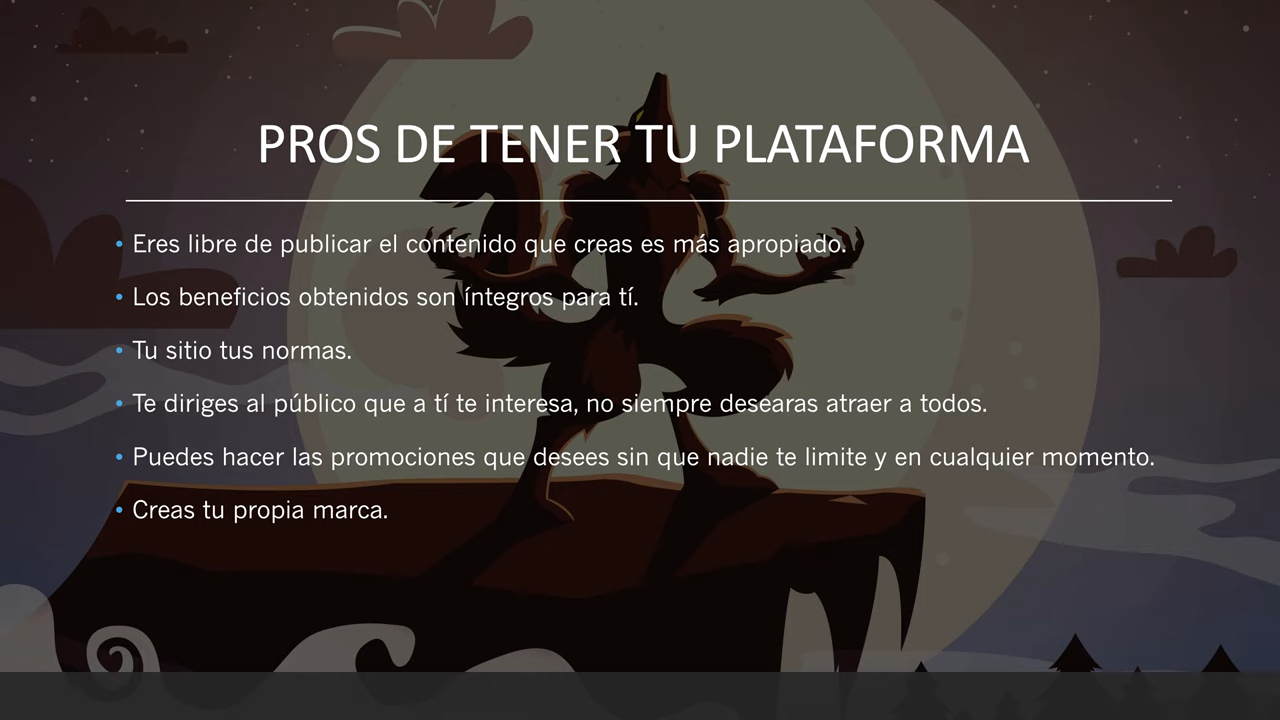 PROS DE TENER TU PLATAFORMA
• Eres libre de publicar el contenido que creas es más apropiado.
• Los beneficios obtenidos son íntegros para tí.
• Tu sitio tus normas.
• Te diriges al público que a tí te interesa, no siempre desearas atraer a todos.
• Puedes hacer las promociones que desees sin que nadie te limite y en cualquier momento.
• Creas tu propia marca.